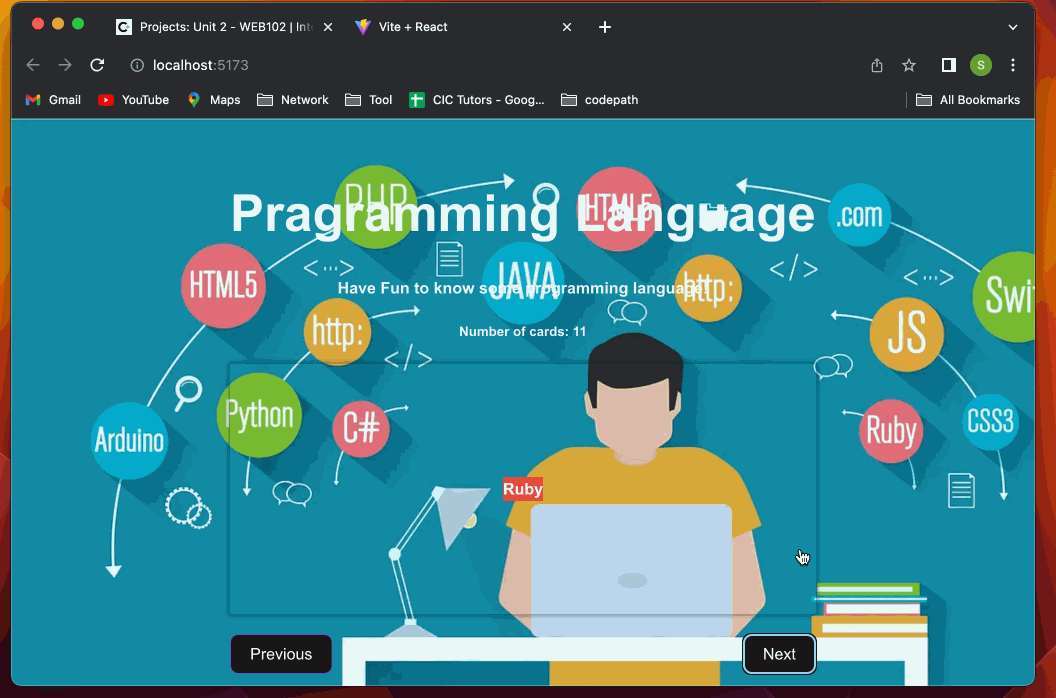 Projects: Unit 2 - WEB102 | Int
Vite + React
localhost:5173
S
Gmail
YouTube
Maps
Network
Tool
CIC Tutors - Goog...
codepath
All Bookmarks
PHP
HTML5
.com
Pragramming Language
HTML5
JAVA
http:
Swi
Have Fun to know some programming language!
http:
JS
Number of cards: 11
Python
C#
Ruby
CSS3
Arduino
Ruby
Previous
Next